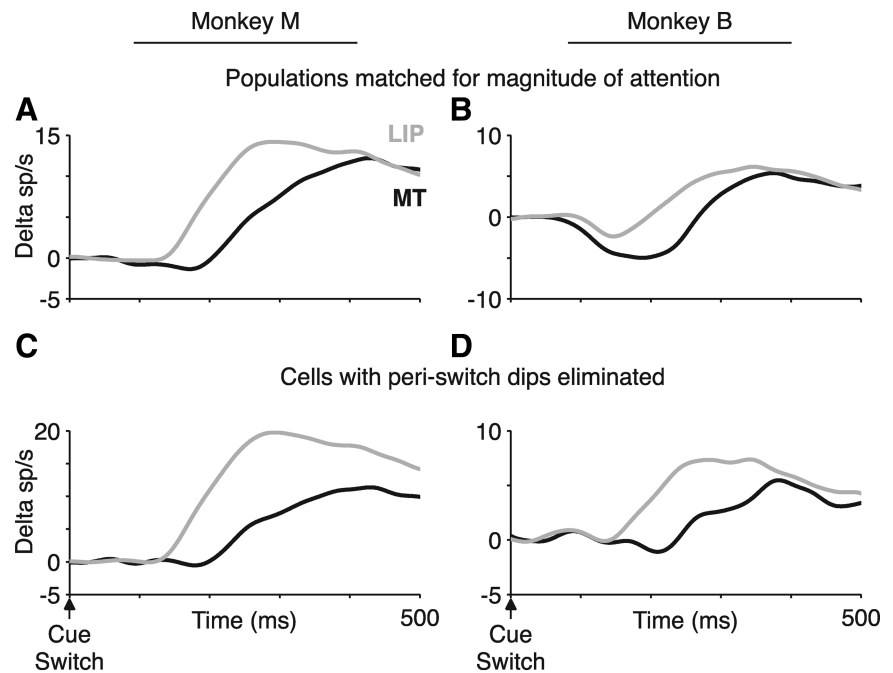 Monkey M
Monkey B
Populations matched for magnitude of attention
A
B
15
0
-5
Delta sp/s
LIP
MT
10
0
-10
C
D
Cells with peri-switch dips eliminated
20
0
-5
Delta sp/s
10
0
-5
Cue
Switch
Time (ms)
500
Cue
Switch
Time (ms)
500